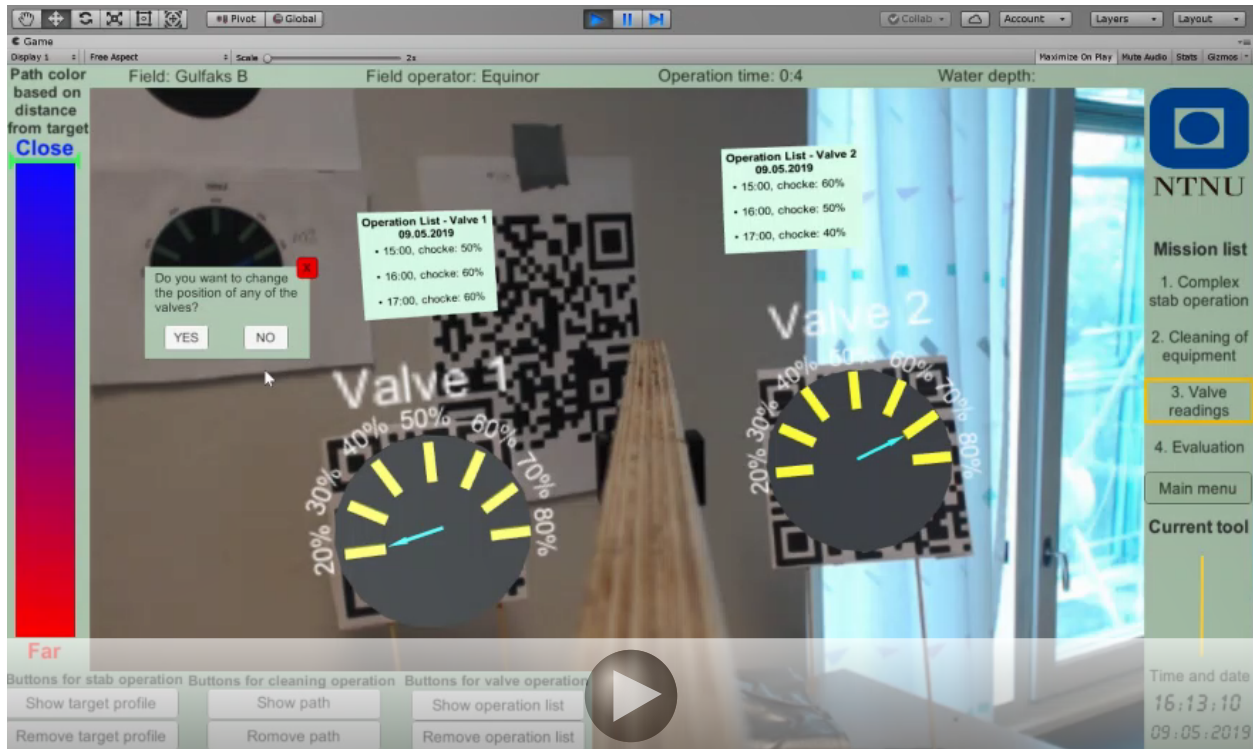 Pivot
Global
Collab
Account
Layers
Layout
Game
Display 1
Free Aspect
Scale
2x
Maximize On Play
Mute Audio
Stats
Gizmos
Path color
based on
distance
from target
Close
Far
Field: Gulfaks B
Field operator: Equinor
Operation time: 0:4
Water depth:
Operation List - Valve 1
09.05.2019
• 15:00, chocke: 50%
• 16:00, chocke: 60%
• 17:00, chocke: 60%
Operation List - Valve 2
09.05.2019
• 15:00, chocke: 60%
• 16:00, chocke: 50%
• 17:00, chocke: 40%
X
Do you want to change
the position of any of the
valves?
YES
NO
Valve 1
20%
30%
40%
50%
60%
70%
80%
Valve 2
20%
30%
40%
50%
60%
70%
80%
NTNU
Mission list
1. Complex
stab operation
2. Cleaning of
equipment
3. Valve
readings
4. Evaluation
Main menu
Current tool
Time and date
16:13:10
09:05:2019
Buttons for stab operation
Show target profile
Remove target profile
Buttons for cleaning operation
Show path
Romove path
Buttons for valve operation
Show operation list
Remove operation list